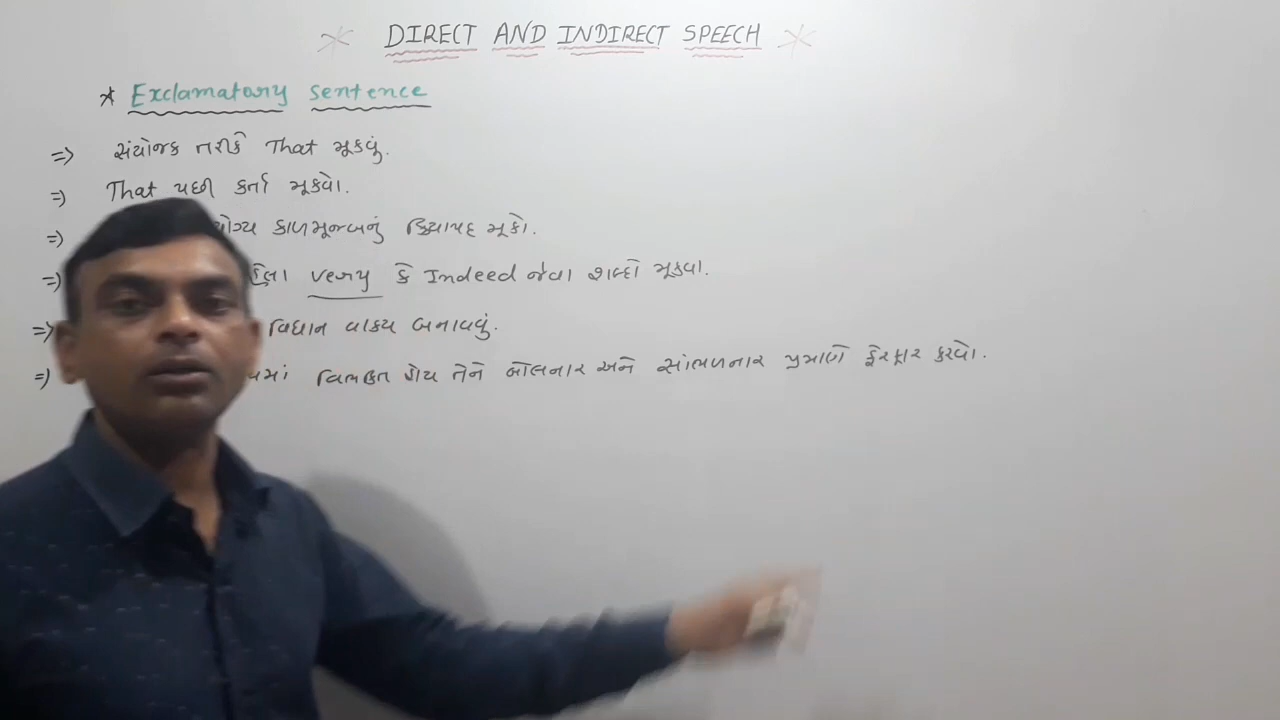 DIRECT AND INDIRECT SPEECH
* Exclamatory sentence
=> સંયોજક તરીકે That મૂકવું.
=> That પછી કર્તા મૂકવો.
=> યોગ્ય કાળમૂજબનું ક્રિયાપદ મૂકો.
=> very કે Indeed જેવા શબ્દો મૂકવા.
=> વિધાન વાક્ય બનાવવું.
=> વિભક્ત હોય તેને બોલનાર અને સાંભળનાર પ્રમાણે ફેરફાર કરવો.